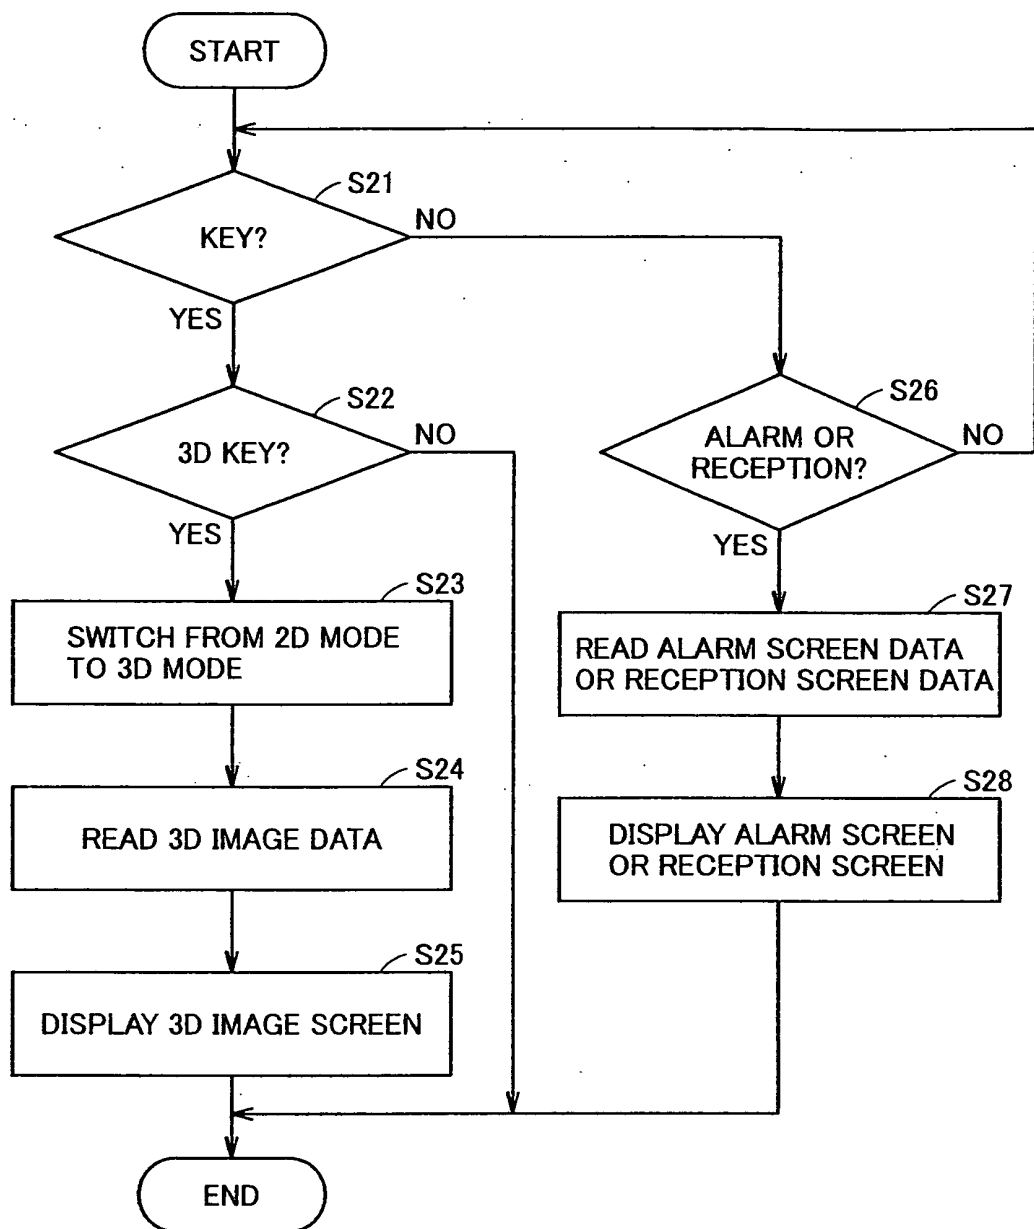 START
S21
KEY?
NO
YES
S22
3D KEY?
NO
YES
S26
ALARM OR
RECEPTION?
NO
YES
S23
SWITCH FROM 2D MODE
TO 3D MODE
S27
READ ALARM SCREEN DATA
OR RECEPTION SCREEN DATA
S24
READ 3D IMAGE DATA
S28
DISPLAY ALARM SCREEN
OR RECEPTION SCREEN
S25
DISPLAY 3D IMAGE SCREEN
END